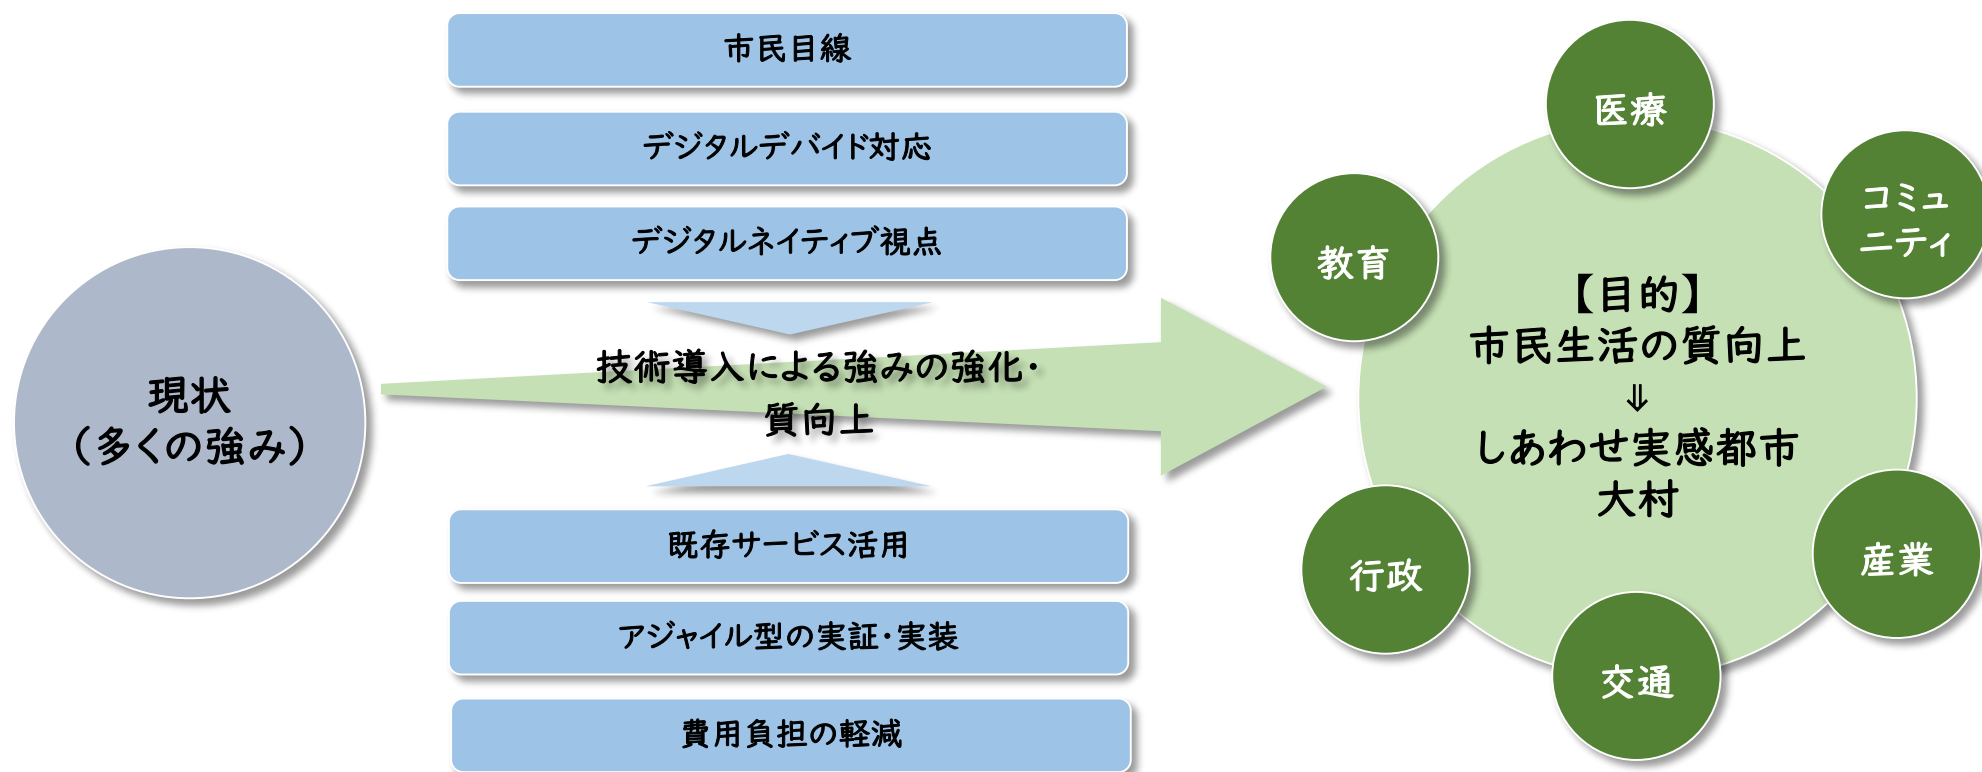 市民目線
デジタルデバイド対応
デジタルネイティブ視点
現状
（多くの強み）
技術導入による強みの強化・
質向上
既存サービス活用
アジャイル型の実証・実装
費用負担の軽減
医療
コミュ
ニティ
教育
【目的】
市民生活の質向上
⇓
しあわせ実感都市
大村
行政
産業
交通